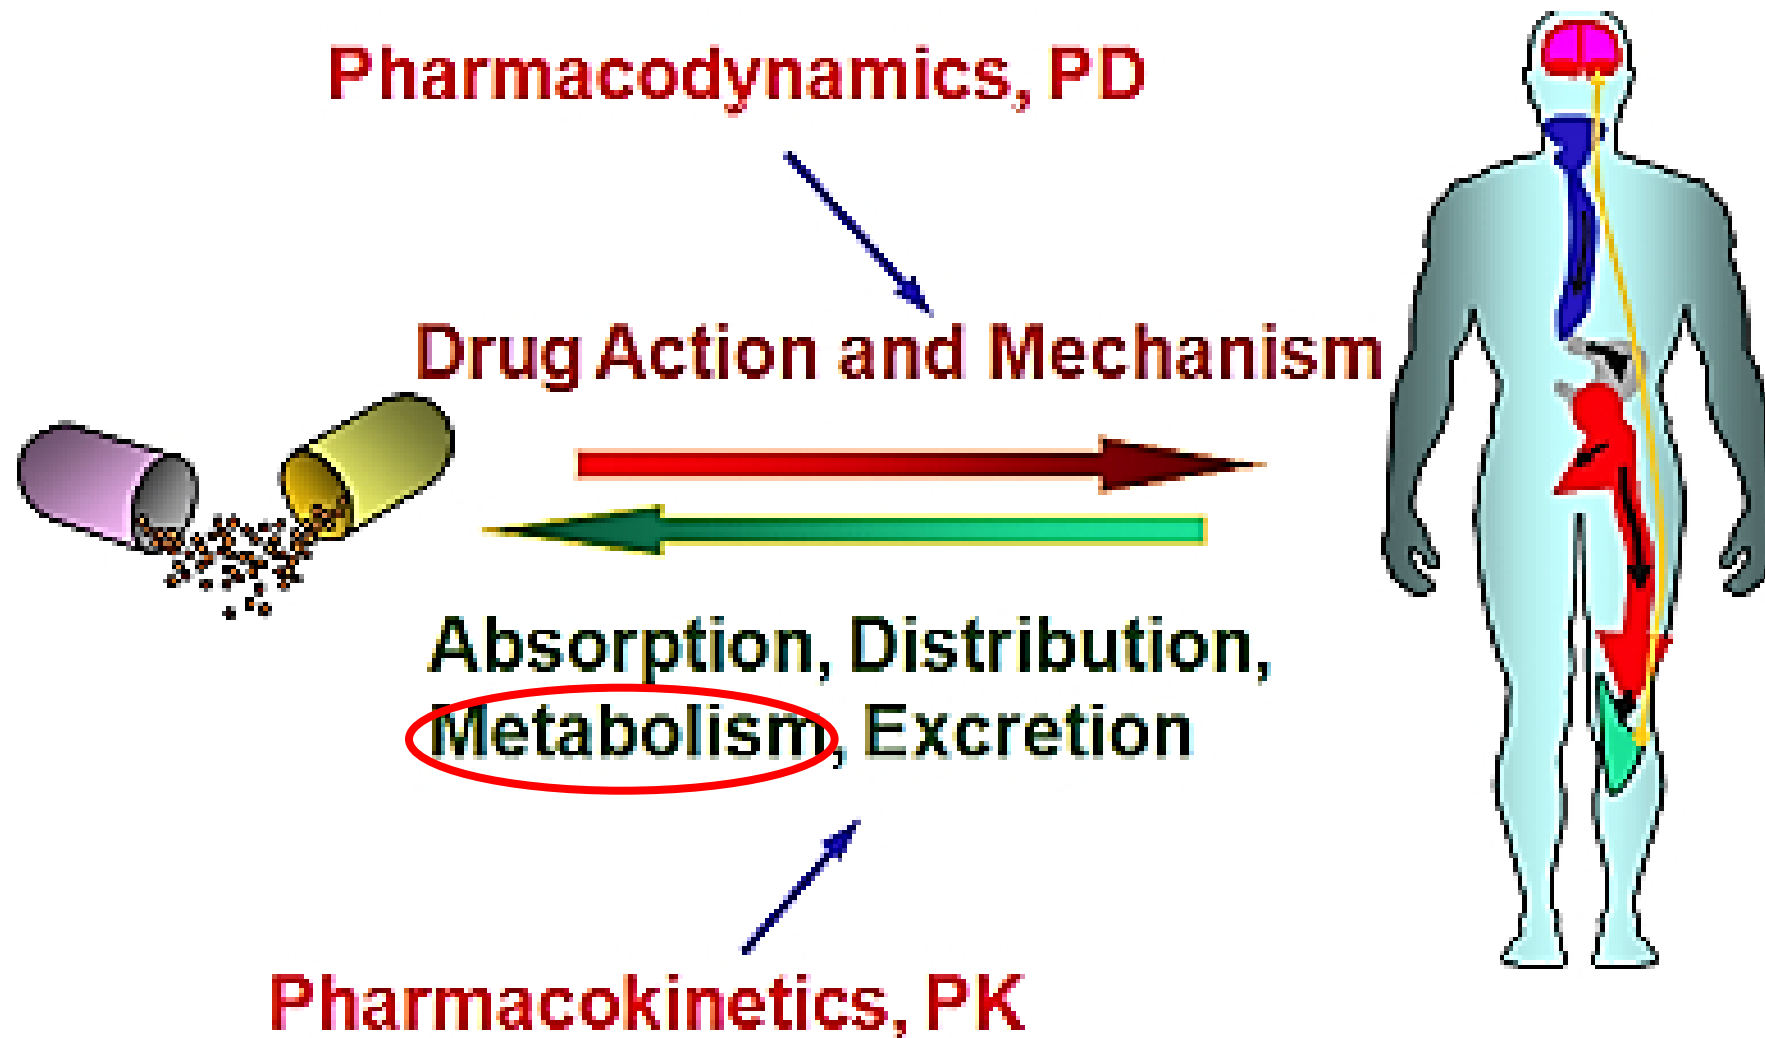 Pharmacodynamics, PD
Drug Action and Mechanism
Absorption, Distribution,
Metabolism, Excretion
Pharmacokinetics, PK